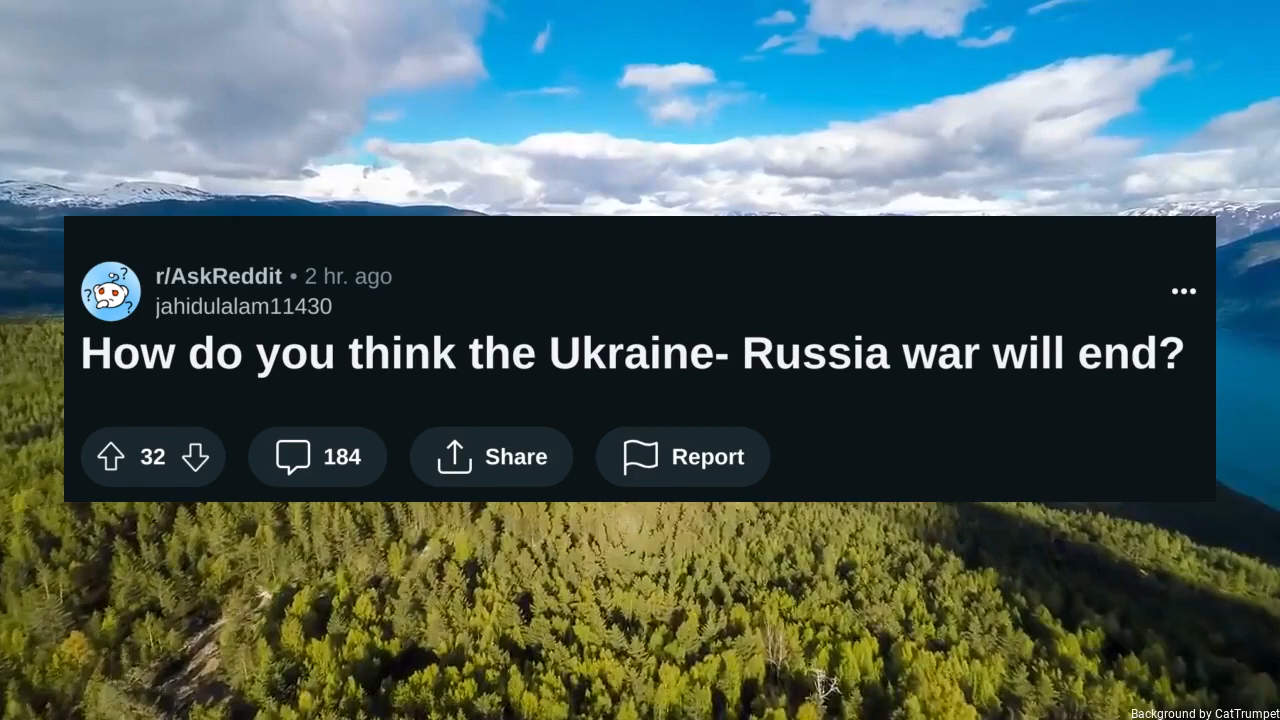 r/AskReddit • 2 hr. ago
jahidulalam11430
How do you think the Ukraine- Russia war will end?
32 184 Share Report
Background by CatTrumpet